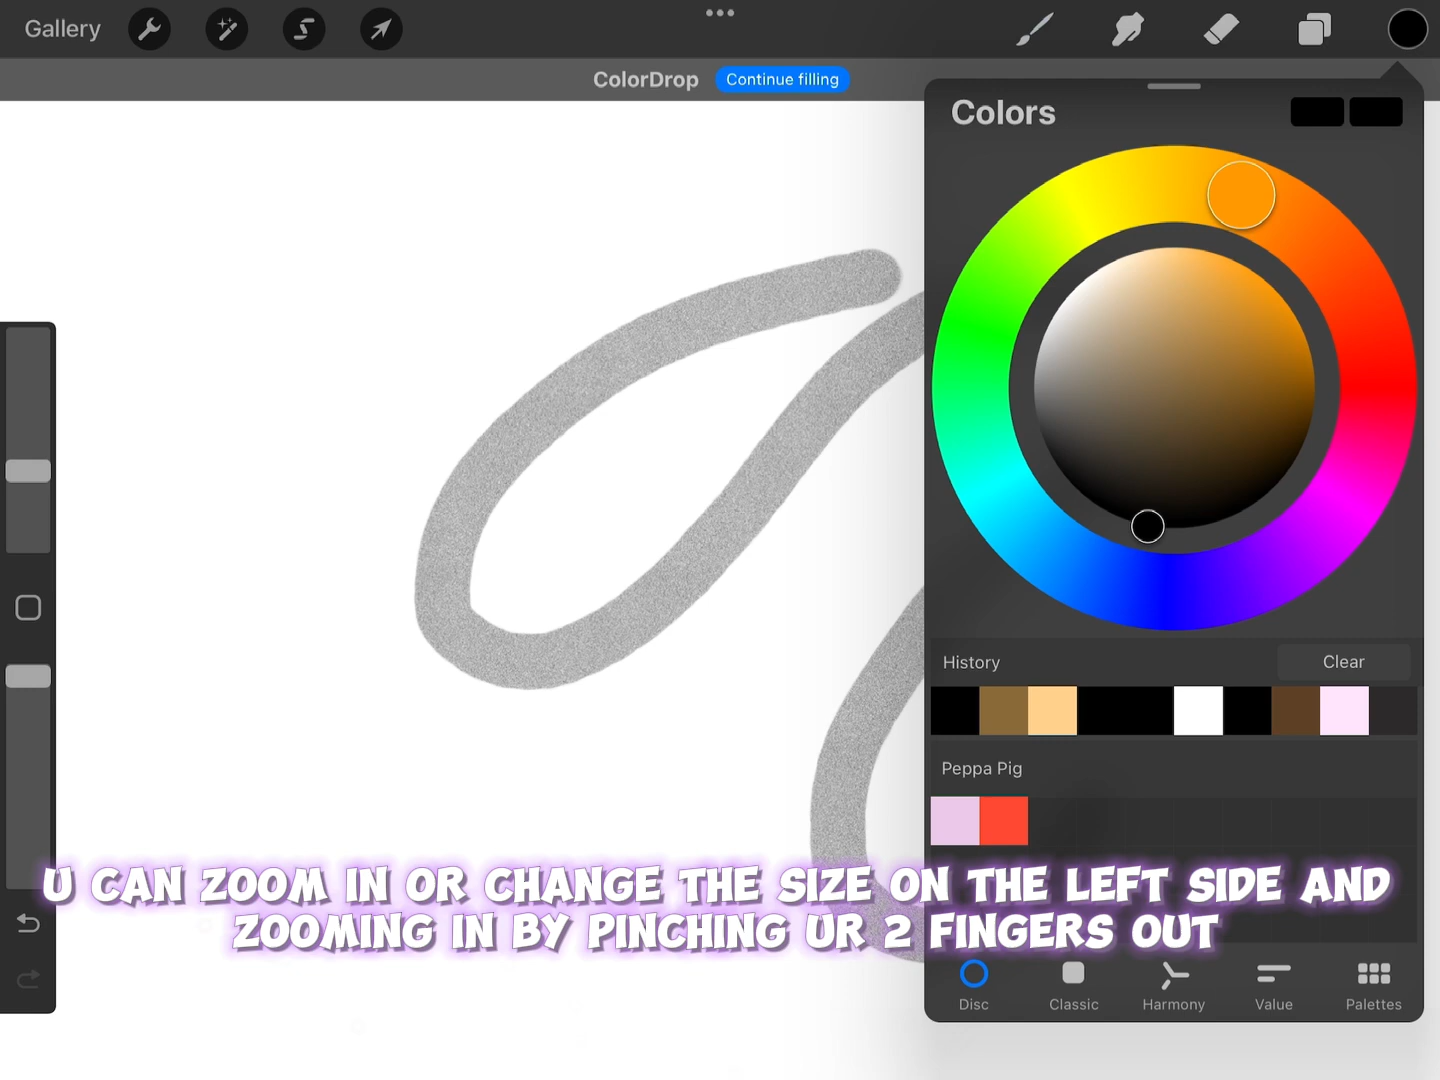 Gallery
ColorDrop
Continue filling
Colors
History
Clear
Peppa Pig
U CAN ZOOM IN OR CHANGE THE SIZE ON THE LEFT SIDE AND
ZOOMING IN BY PINCHING UR 2 FINGERS OUT
Disc
Classic
Harmony
Value
Palettes